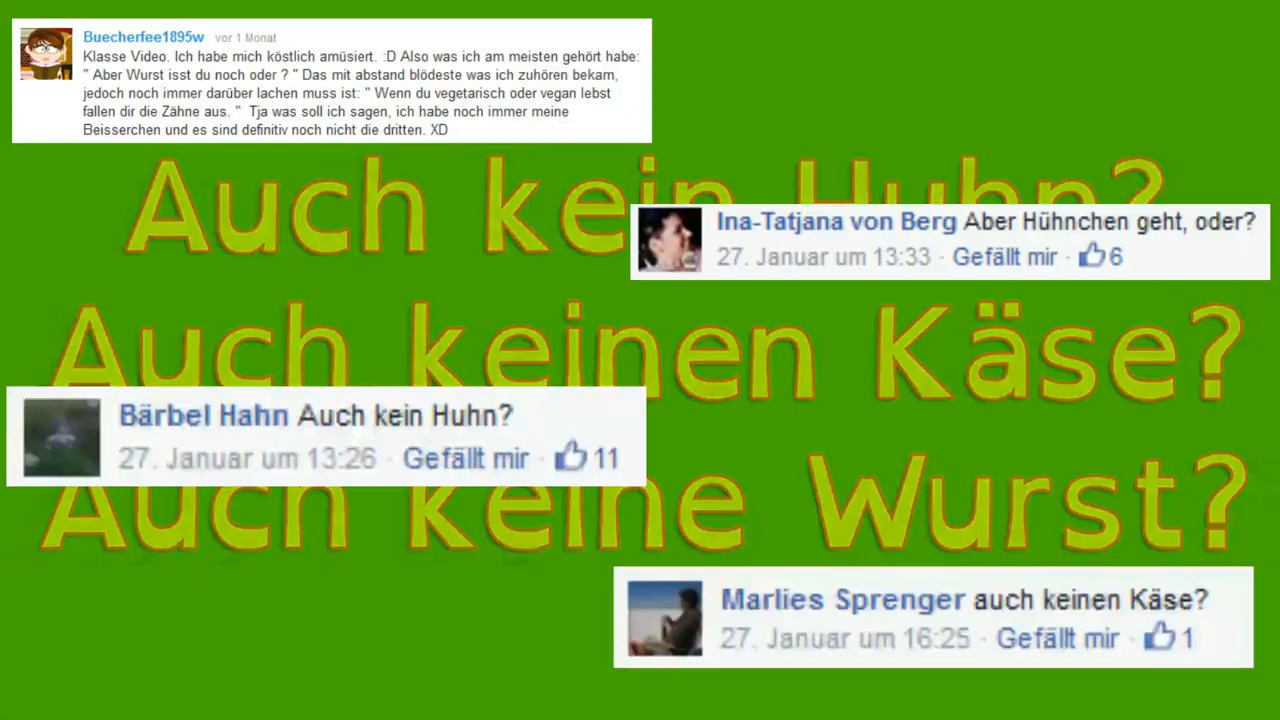 Buecherfee1895w vor 1 Monat
Klasse Video. Ich habe mich köstlich amüsiert. :D Also was ich am meisten gehört habe:
" Aber Wurst isst du noch oder ? " Das mit abstand blödeste was ich zuhören bekam,
jedoch noch immer darüber lachen muss ist: " Wenn du vegetarisch oder vegan lebst
fallen dir die Zähne aus. " Tja was soll ich sagen, ich habe noch immer meine
Beisserchen und es sind definitiv noch nicht die dritten. XD
Auch kein Huhn?
Ina-Tatjana von Berg Aber Hühnchen geht, oder?
27. Januar um 13:33 · Gefällt mir · 6
Auch keinen Käse?
Bärbel Hahn Auch kein Huhn?
27. Januar um 13:26 · Gefällt mir · 11
Auch keine Wurst?
Marlies Sprenger auch keinen Käse?
27. Januar um 16:25 · Gefällt mir · 1